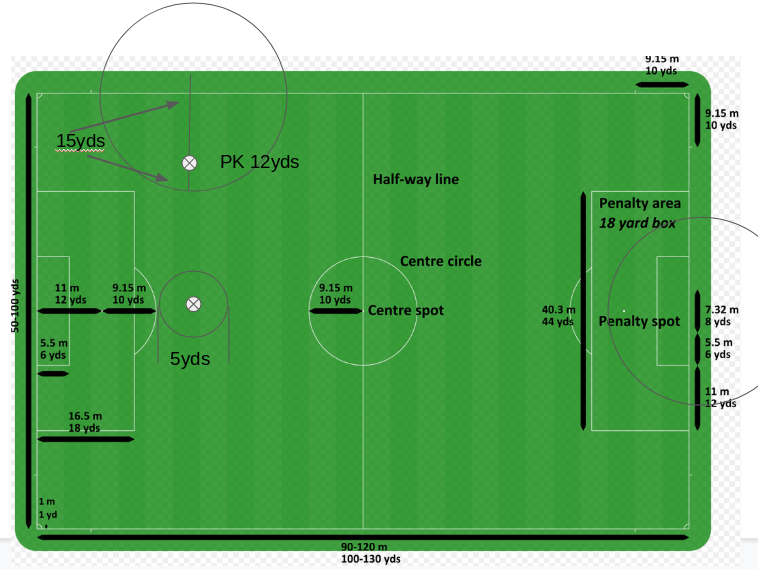 9.15 m
10 yds
9.15 m
10 yds
15yds
PK 12yds
Half-way line
Penalty area
18 yard box
Centre circle
11 m
12 yds
9.15 m
10 yds
9.15 m
10 yds
Centre spot
40.3 m
44 yds
Penalty spot
7.32 m
8 yds
50-100 yds
5.5 m
6 yds
5yds
5.5 m
6 yds
11 m
12 yds
16.5 m
18 yds
1 m
1 yd
90-120 m
100-130 yds